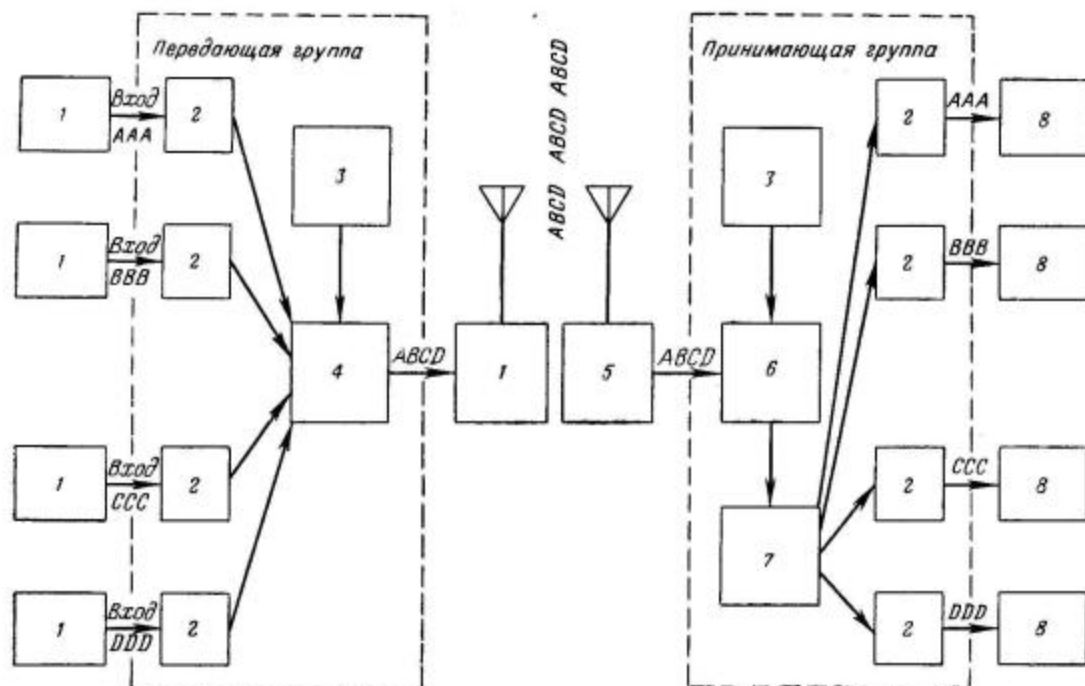 Передающая группа
1
Вход
AAA
2
3
1
Вход
BBB
2
4
ABCD
1
1
Вход
CCC
2
1
Вход
DDD
2
ABCD ABCD ABCD
5
ABCD
Принимающая группа
3
6
7
2
AAA
8
2
BBB
8
2
CCC
8
2
DDD
8